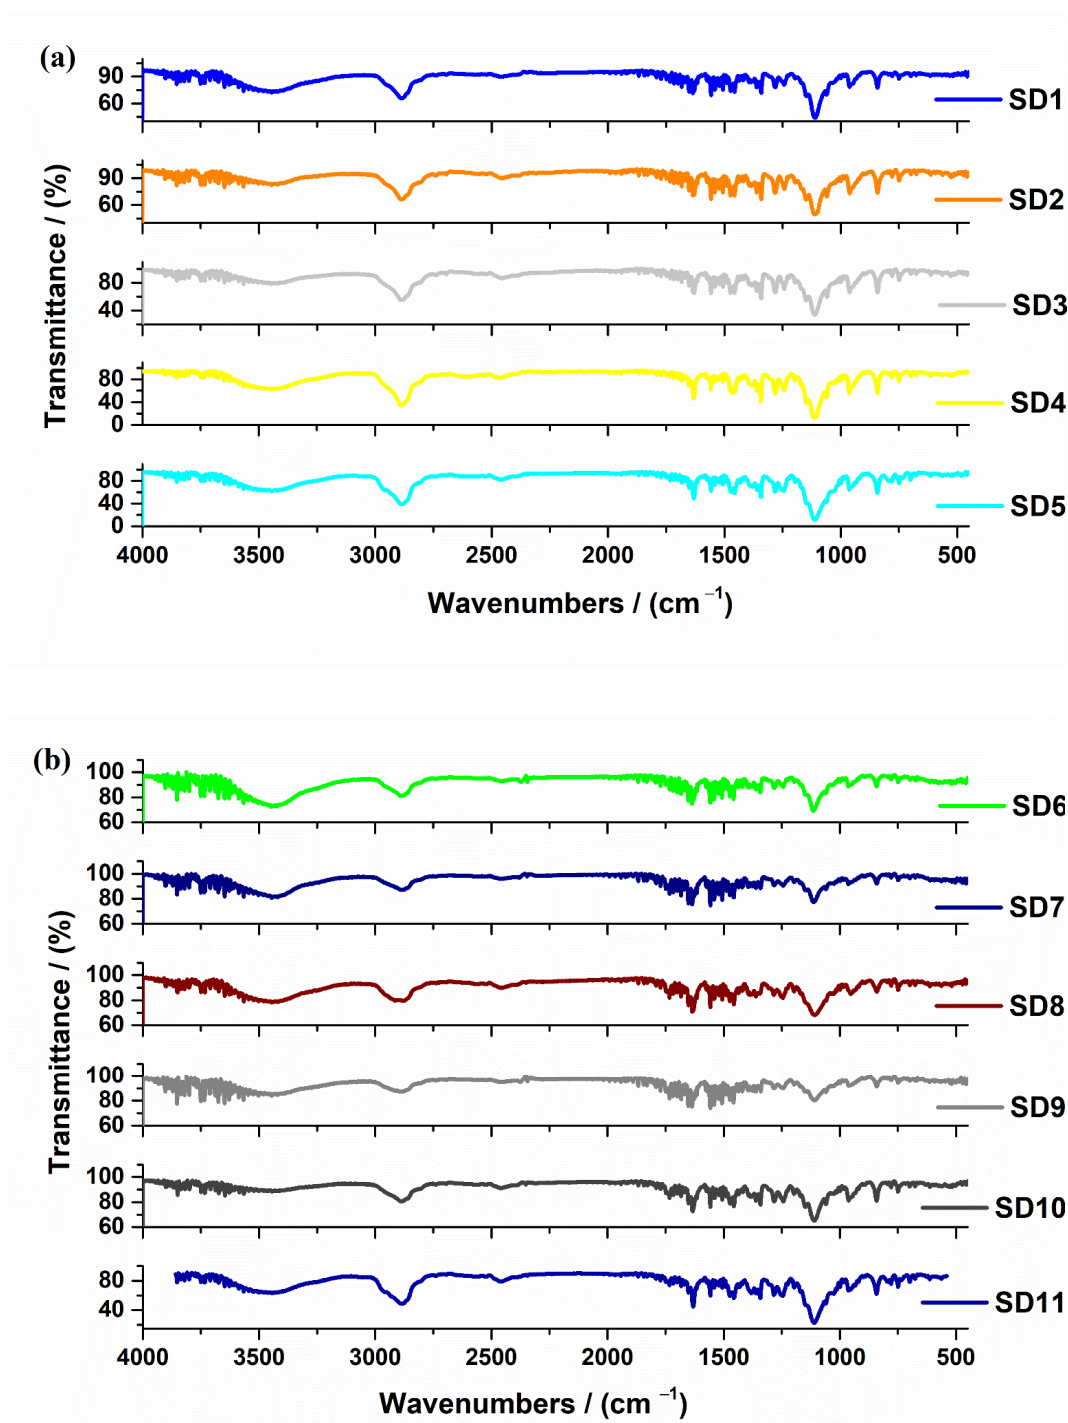 (a)
Transmittance / (%)
90
60
SD1
90
60
SD2
80
40
SD3
80
40
0
SD4
80
40
0
SD5
4000 3500 3000 2500 2000 1500 1000 500
Wavenumbers / (cm −1)
(b)
Transmittance / (%)
100
80
60
SD6
100
80
60
SD7
100
80
60
SD8
100
80
60
SD9
100
80
60
SD10
80
40
SD11
4000 3500 3000 2500 2000 1500 1000 500
Wavenumbers / (cm −1)